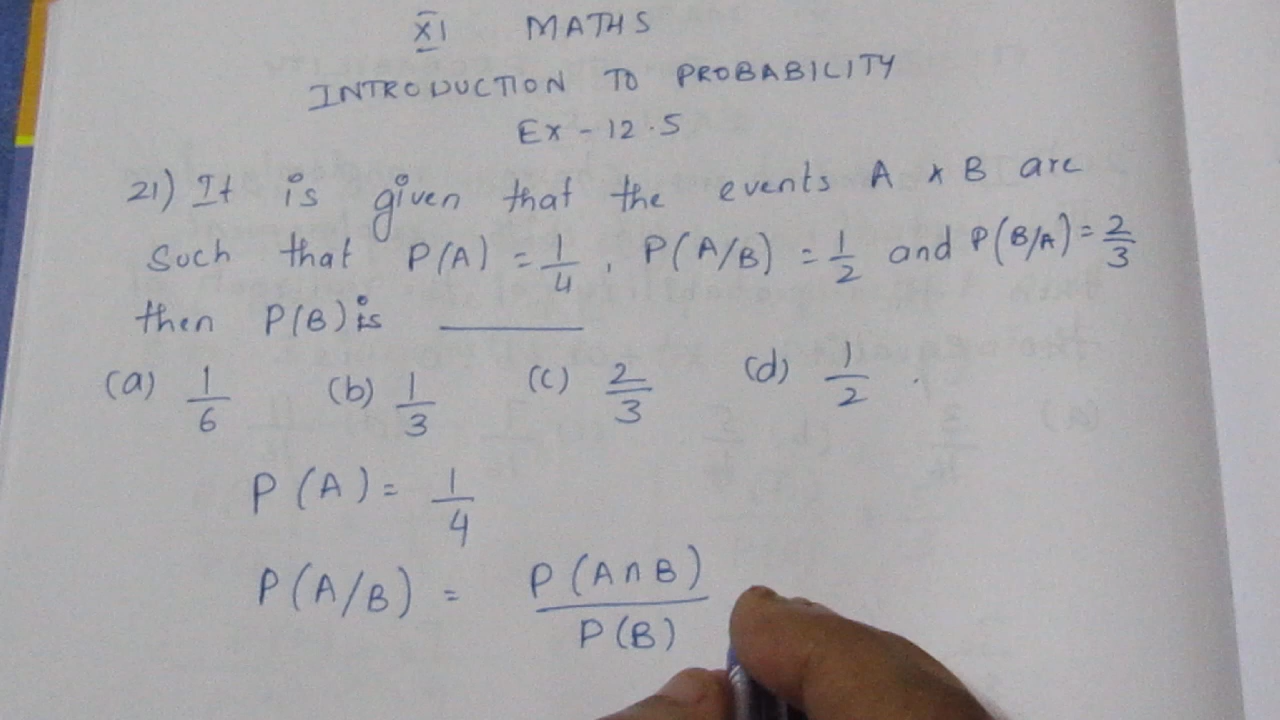 XI MATHS
INTRODUCTION TO PROBABILITY
Ex - 12.5
21) It is given that the events A & B are
Such that P(A) = 1/4, P(A/B) = 1/2 and P(B/A) = 2/3
then P(B) is ______
(a) 1/6 (b) 1/3 (c) 2/3 (d) 1/2.
P(A) = 1/4
P(A/B) = P(A∩B)/P(B)